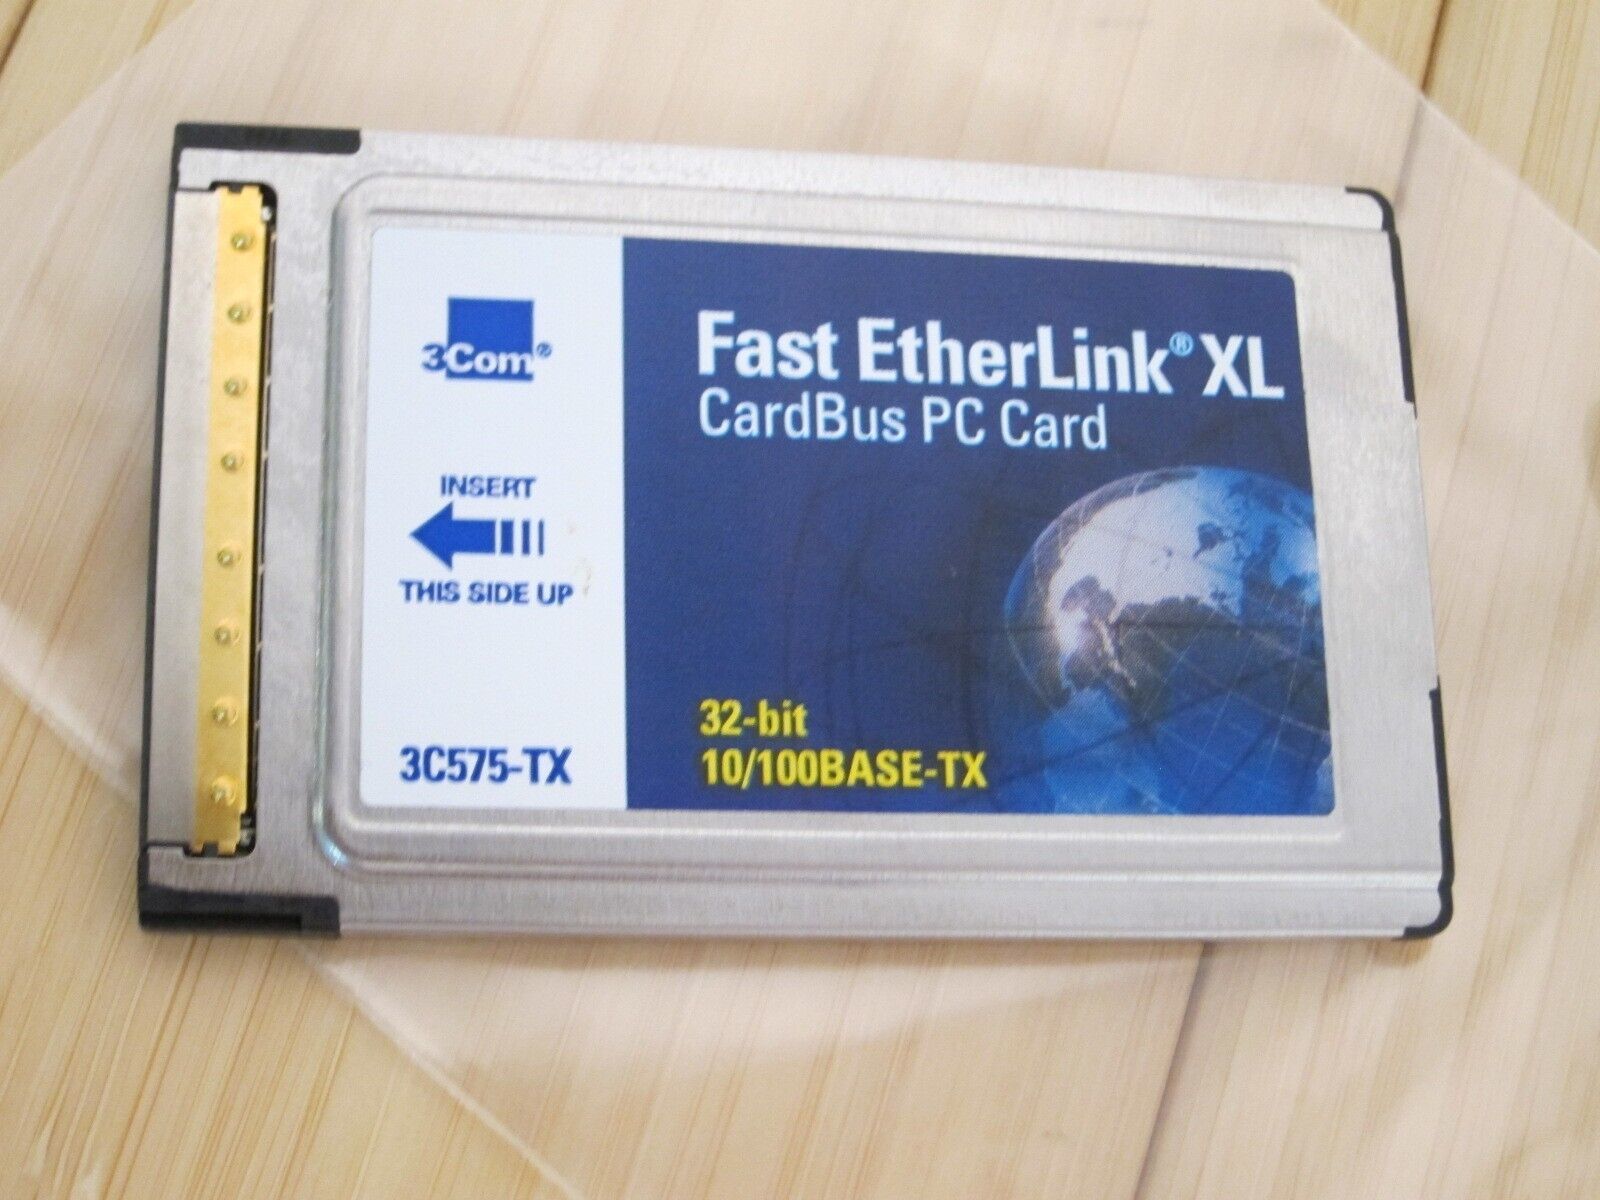 3Com®
INSERT
THIS SIDE UP
3C575-TX
Fast EtherLink® XL
CardBus PC Card
32-bit
10/100BASE-TX